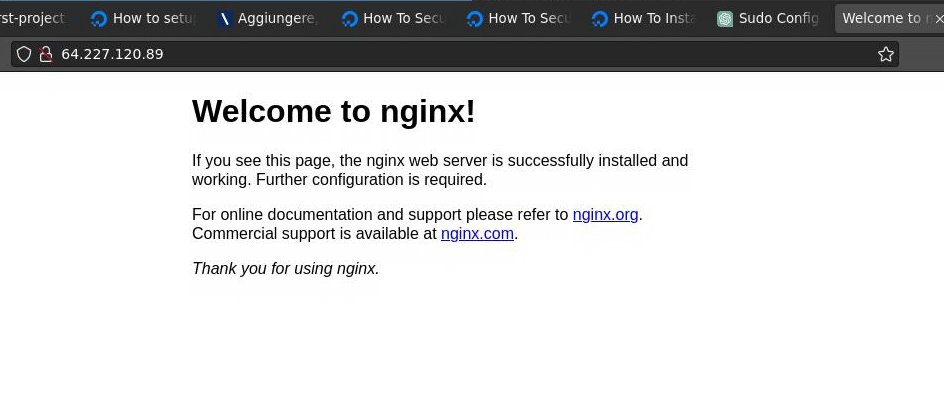 rst-project
How to setu
Aggiungere,
How To Secu
How To Secu
How To Insta
Sudo Config
Welcome to n
64.227.120.89
Welcome to nginx!
If you see this page, the nginx web server is successfully installed and
working. Further configuration is required.
For online documentation and support please refer to nginx.org.
Commercial support is available at nginx.com.
Thank you for using nginx.